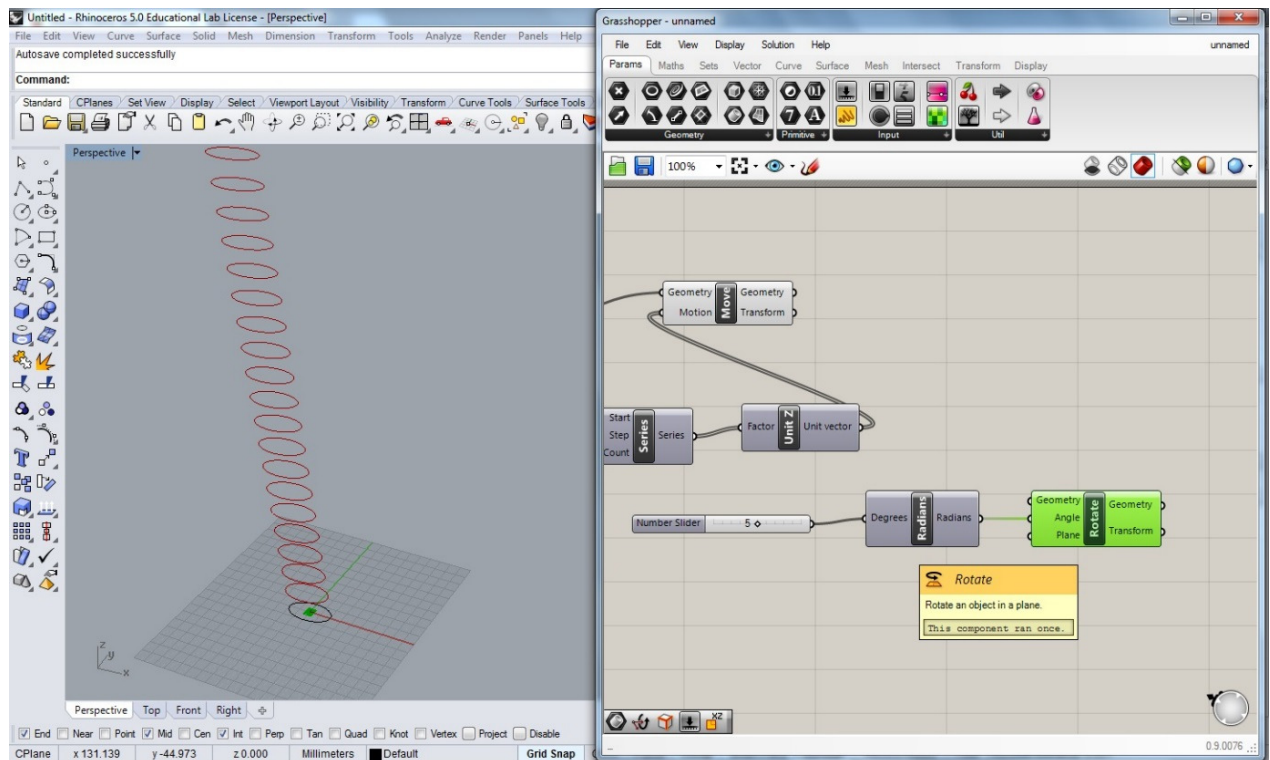 Untitled - Rhinoceros 5.0 Educational Lab License - [Perspective]
File Edit View Curve Surface Solid Mesh Dimension Transform Tools Analyze Render Panels Help
Autosave completed successfully
Command:
Standard CPlanes Set View Display Select Viewport Layout Visibility Transform Curve Tools Surface Tools
Perspective
z
y
x
Perspective Top Front Right
End Near Point Mid Cen Int Perp Tan Quad Knot Vertex Project Disable
CPlane x 131.139 y -44.973 z 0.000 Millimeters Default Grid Snap
Grasshopper - unnamed
File Edit View Display Solution Help unnamed
Params Maths Sets Vector Curve Surface Mesh Intersect Transform Display
Geometry Primitive Input Util
100%
Geometry Move Geometry
Motion Transform
Start
Step Series Series
Count
Factor Unit Z Unit vector
Number Slider 5
Degrees Radians Radians
Geometry Rotate Geometry
Angle
Plane Transform
Rotate
Rotate an object in a plane.
This component ran once.
XZ
0.9.0076